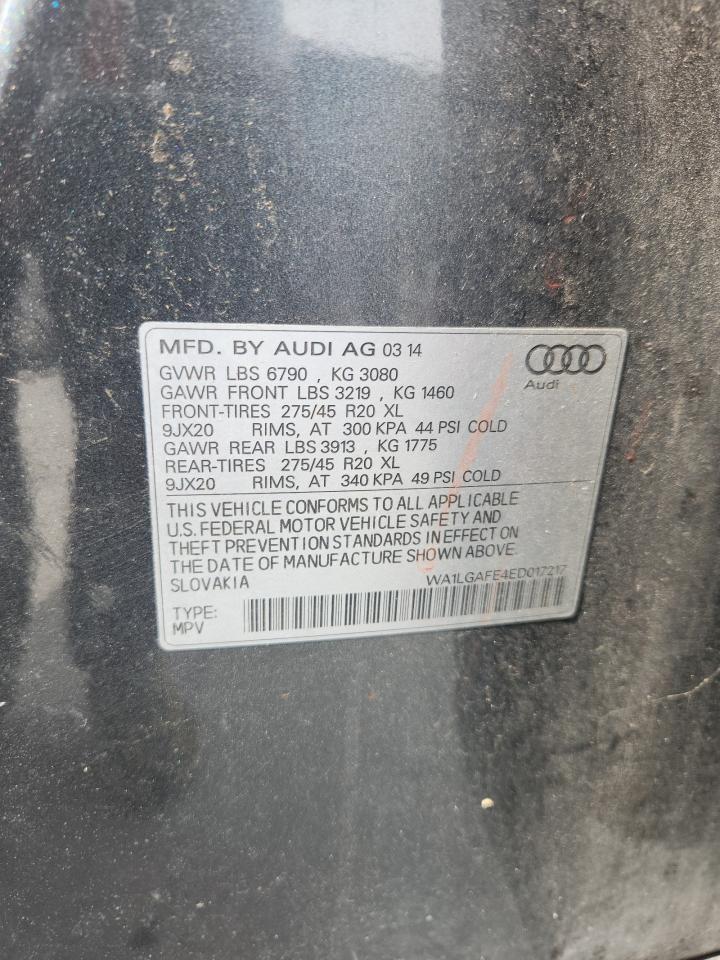 MFD. BY AUDI AG 03 14
Audi
GVWR LBS 6790 , KG 3080
GAWR FRONT LBS 3219 , KG 1460
FRONT-TIRES 275/45 R20 XL
9JX20 RIMS, AT 300 KPA 44 PSI COLD
GAWR REAR LBS 3913 , KG 1775
REAR-TIRES 275/45 R20 XL
9JX20 RIMS, AT 340 KPA 49 PSI COLD
THIS VEHICLE CONFORMS TO ALL APPLICABLE
U.S. FEDERAL MOTOR VEHICLE SAFETY AND
THEFT PREVENTION STANDARDS IN EFFECT ON
THE DATE OF MANUFACTURE SHOWN ABOVE.
SLOVAKIA WA1LGAFE4ED017217
TYPE:
MPV